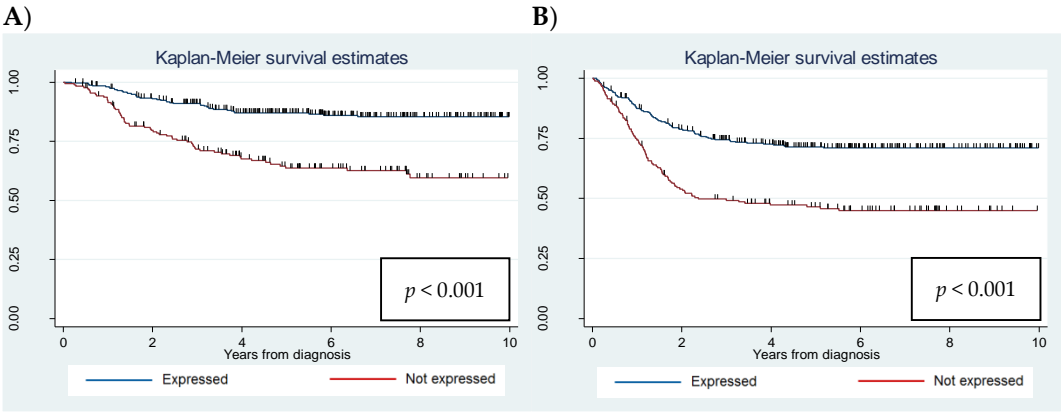 A)
Kaplan-Meier survival estimates
1.00
0.75
0.50
0.25
0.00
p < 0.001
0 2 4 6 8 10
Years from diagnosis
Expressed Not expressed
B)
Kaplan-Meier survival estimates
1.00
0.75
0.50
0.25
0.00
p < 0.001
0 2 4 6 8 10
Years from diagnosis
Expressed Not expressed